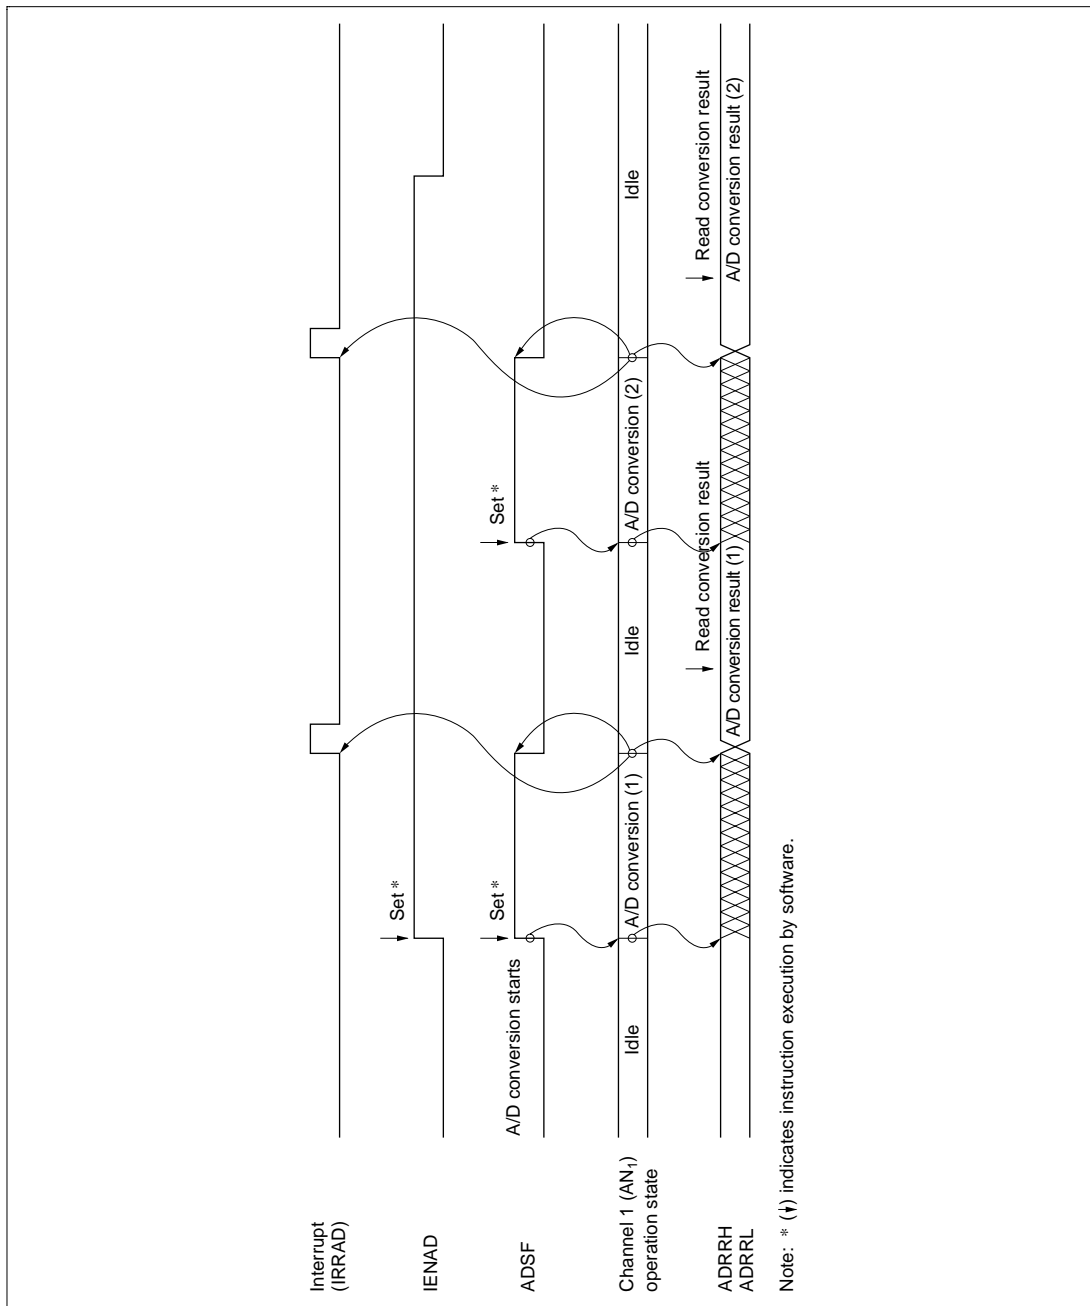 Interrupt
(IRRAD)
IENAD
Set *
ADSF
A/D conversion starts
Set *
Set *
Channel 1 (AN₁)
operation state
Idle
A/D conversion (1)
Idle
A/D conversion (2)
Idle
Read conversion result
Read conversion result
ADRRH
ADRRL
A/D conversion result (1)
A/D conversion result (2)
Note: * (↓) indicates instruction execution by software.